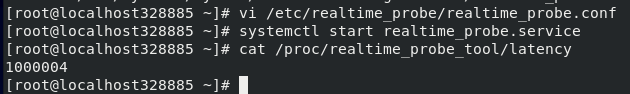 [root@localhost328885 ~]# vi /etc/realtime_probe/realtime_probe.conf
[root@localhost328885 ~]# systemctl start realtime_probe.service
[root@localhost328885 ~]# cat /proc/realtime_probe_tool/latency
1000004
[root@localhost328885 ~]#